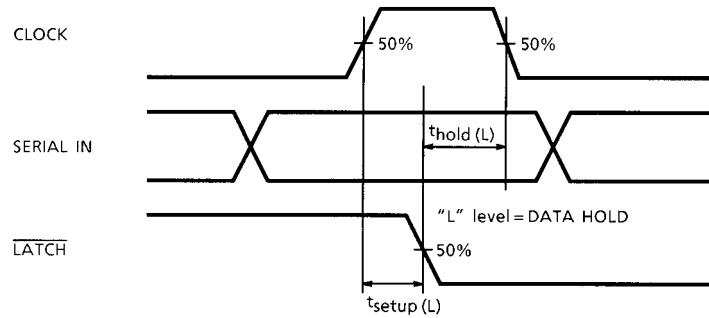 CLOCK
50%
50%
SERIAL IN
thold (L)
"L" level = DATA HOLD
LATCH
50%
tsetup (L)